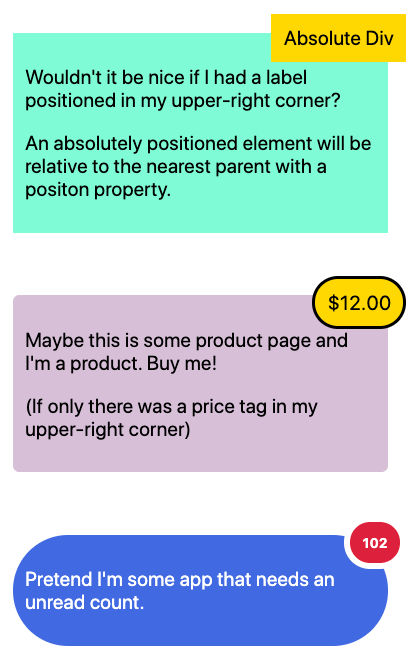 Absolute Div
Wouldn't it be nice if I had a label
positioned in my upper-right corner?
An absolutely positioned element will be
relative to the nearest parent with a
positon property.
$12.00
Maybe this is some product page and
I'm a product. Buy me!
(If only there was a price tag in my
upper-right corner)
102
Pretend I'm some app that needs an
unread count.